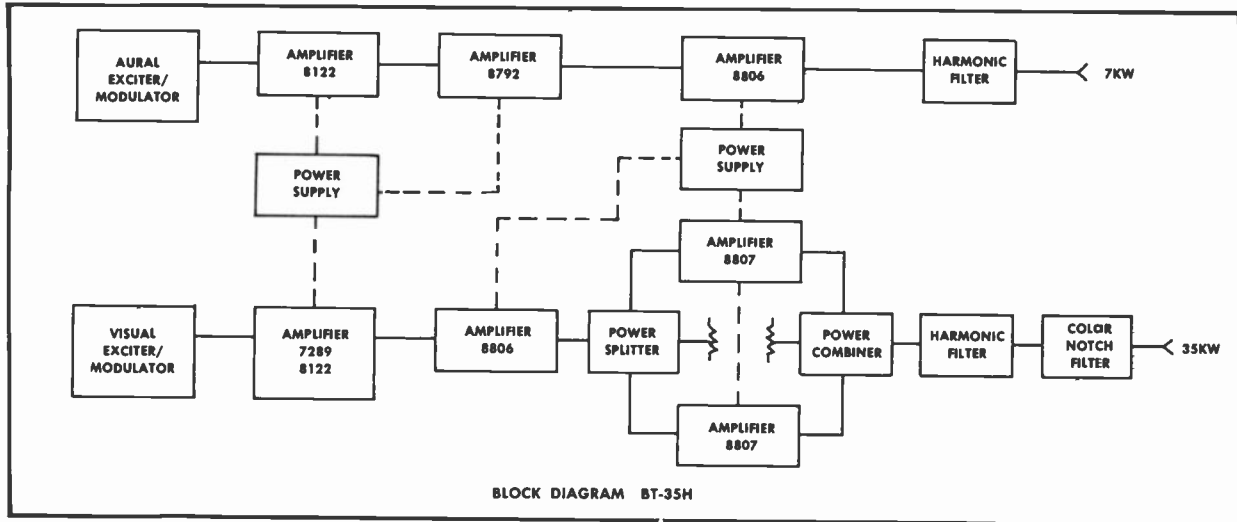 AURAL
EXCITER/
MODULATOR
AMPLIFIER
8122
AMPLIFIER
8792
AMPLIFIER
8806
HARMONIC
FILTER
7KW
POWER
SUPPLY
POWER
SUPPLY
VISUAL
EXCITER/
MODULATOR
AMPLIFIER
7289
8122
AMPLIFIER
8806
POWER
SPLITTER
AMPLIFIER
8807
AMPLIFIER
8807
POWER
COMBINER
HARMONIC
FILTER
COLOR
NOTCH
FILTER
35KW
BLOCK DIAGRAM BT-35H